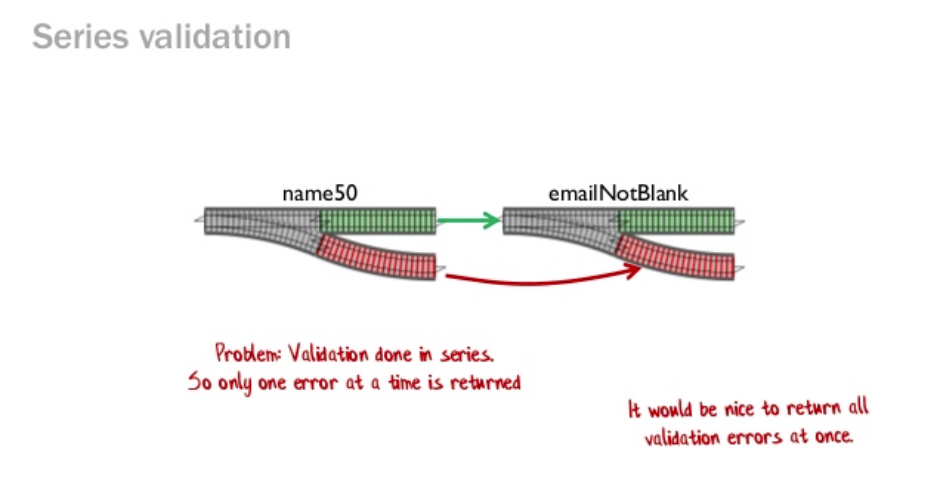 Series validation
name50
emailNotBlank
Problem: Validation done in series.
So only one error at a time is returned
It would be nice to return all
validation errors at once.